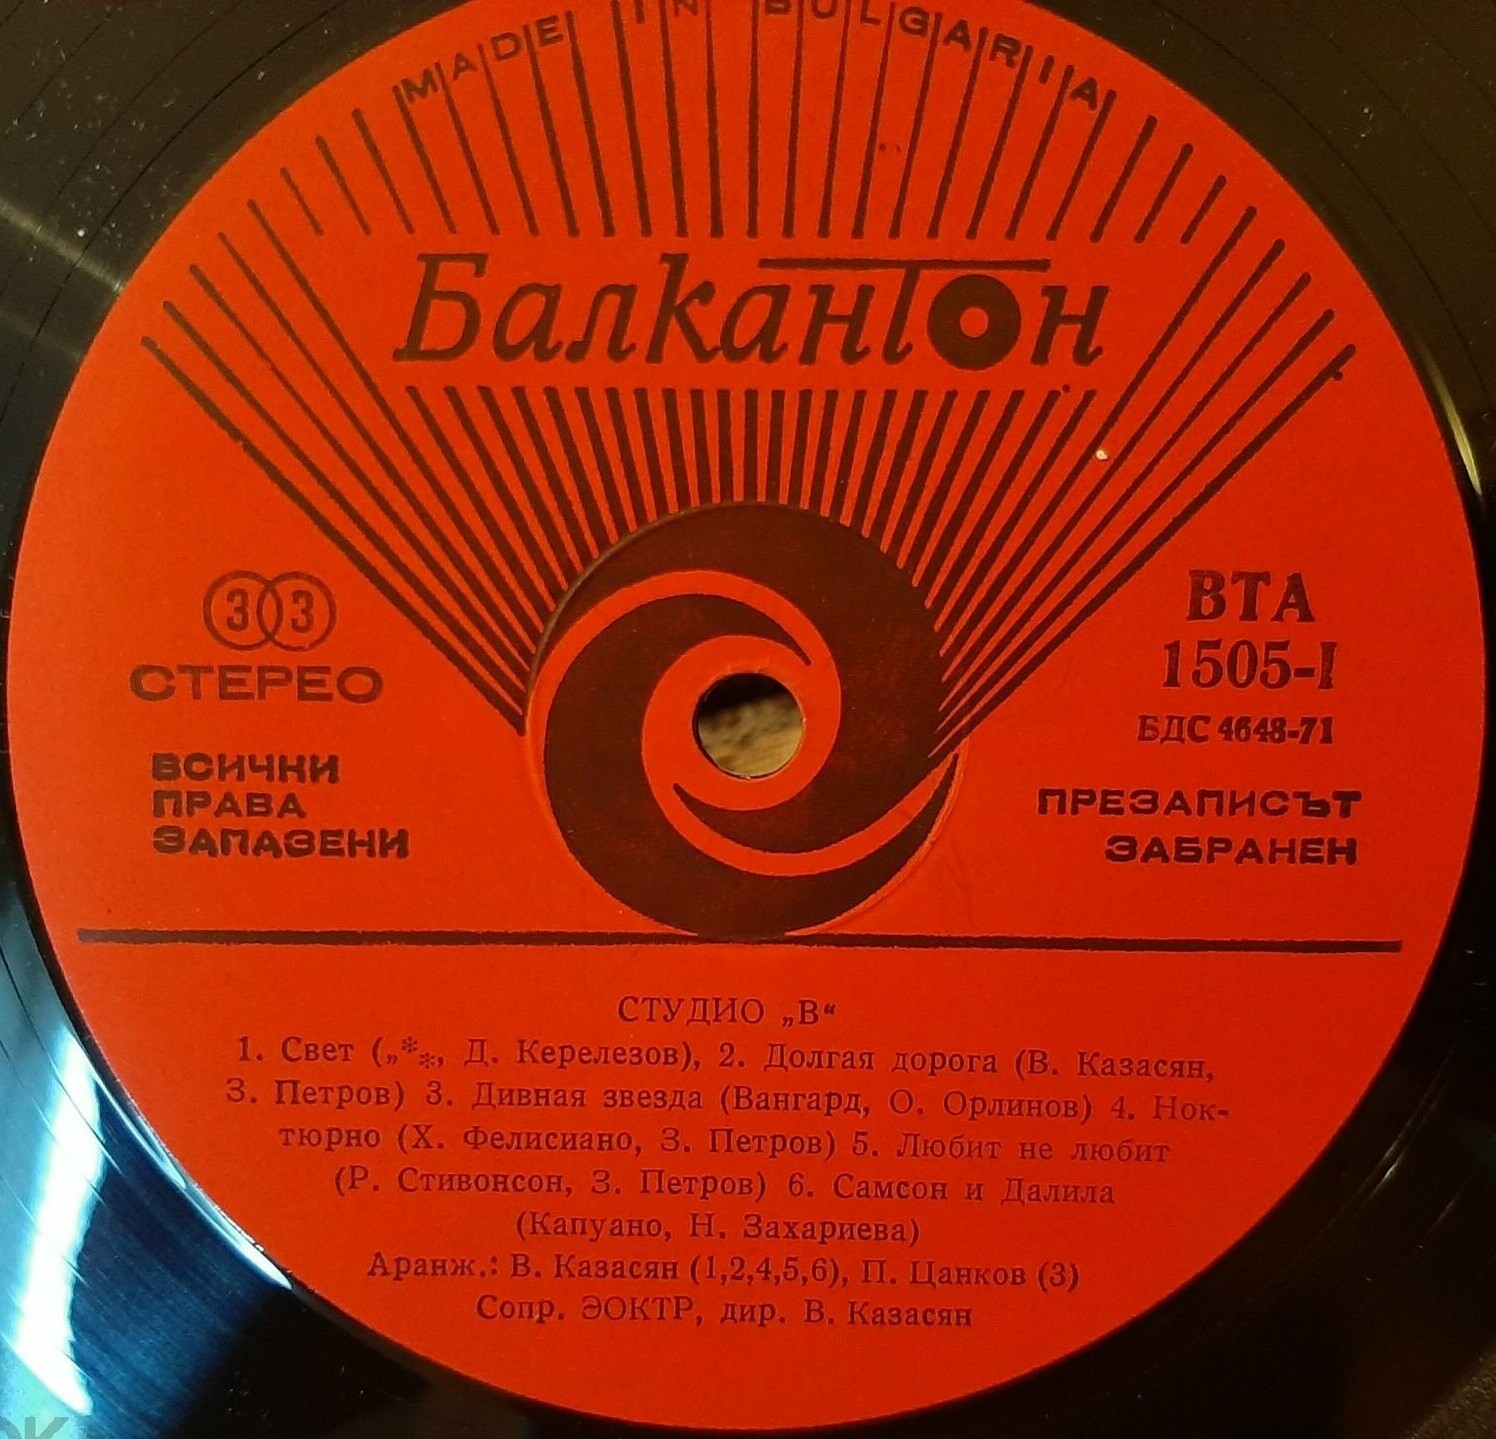 MADE IN BULGARIA
Балкантон
33
СТЕРЕО
ВСИЧНИ
ПРАВА
ЗАПАЗЕНИ
ВТА
1505-I
БДС 4648-71
ПРЕЗАПИСЪТ
ЗАБРАНЕН
СТУДИО „В“
1. Свет („**, Д. Керелезов), 2. Долгая дорога (В. Казасян,
З. Петров) 3. Дивная звезда (Вангард, О. Орлинов) 4. Нок-
тюрно (Х. Фелисиано, З. Петров) 5. Любит не любит
(Р. Стивонсон, З. Петров) 6. Самсон и Далила
(Капуано, Н. Захариева)
Аранж.: В. Казасян (1,2,4,5,6), П. Цанков (3)
Сопр. ЭОКТР, дир. В. Казасян